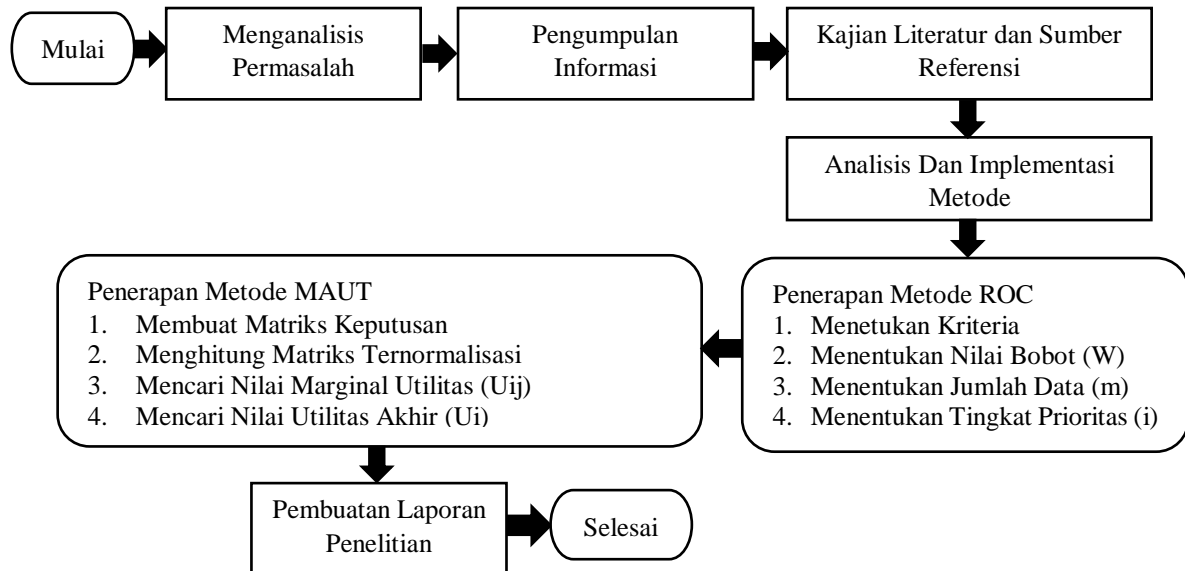 Mulai
Menganalisis
Permasalah
Pengumpulan
Informasi
Kajian Literatur dan Sumber
Referensi
Analisis Dan Implementasi
Metode
Penerapan Metode ROC
1. Menetukan Kriteria
2. Menentukan Nilai Bobot (W)
3. Menentukan Jumlah Data (m)
4. Menentukan Tingkat Prioritas (i)
Penerapan Metode MAUT
1. Membuat Matriks Keputusan
2. Menghitung Matriks Ternormalisasi
3. Mencari Nilai Marginal Utilitas (Uij)
4. Mencari Nilai Utilitas Akhir (Ui)
Pembuatan Laporan
Penelitian
Selesai